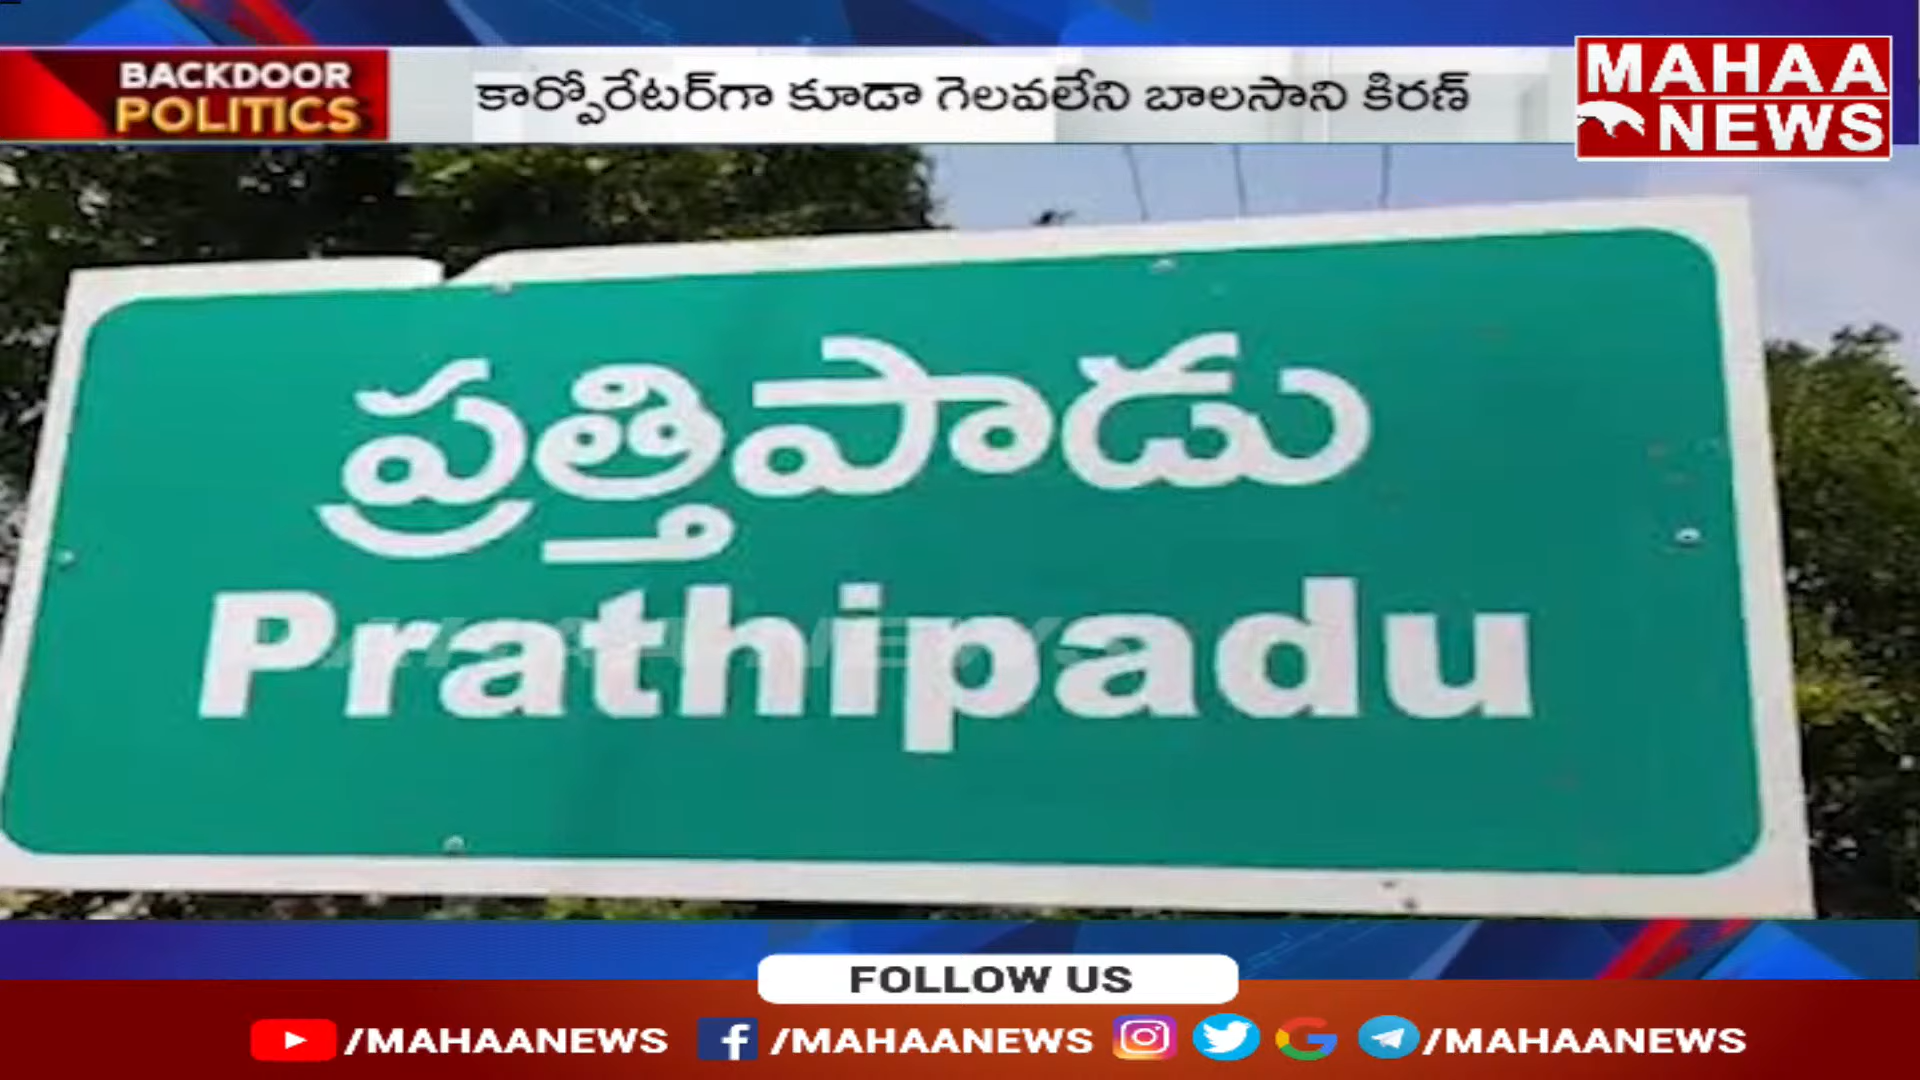 BACKDOOR
POLITICS
కార్పోరేటర్‌గా కూడా గెలవలేని బాలసాని కిరణ్
MAHAA
NEWS
ప్రత్తిపాడు
Prathipadu
FOLLOW US
/MAHAANEWS /MAHAANEWS /MAHAANEWS